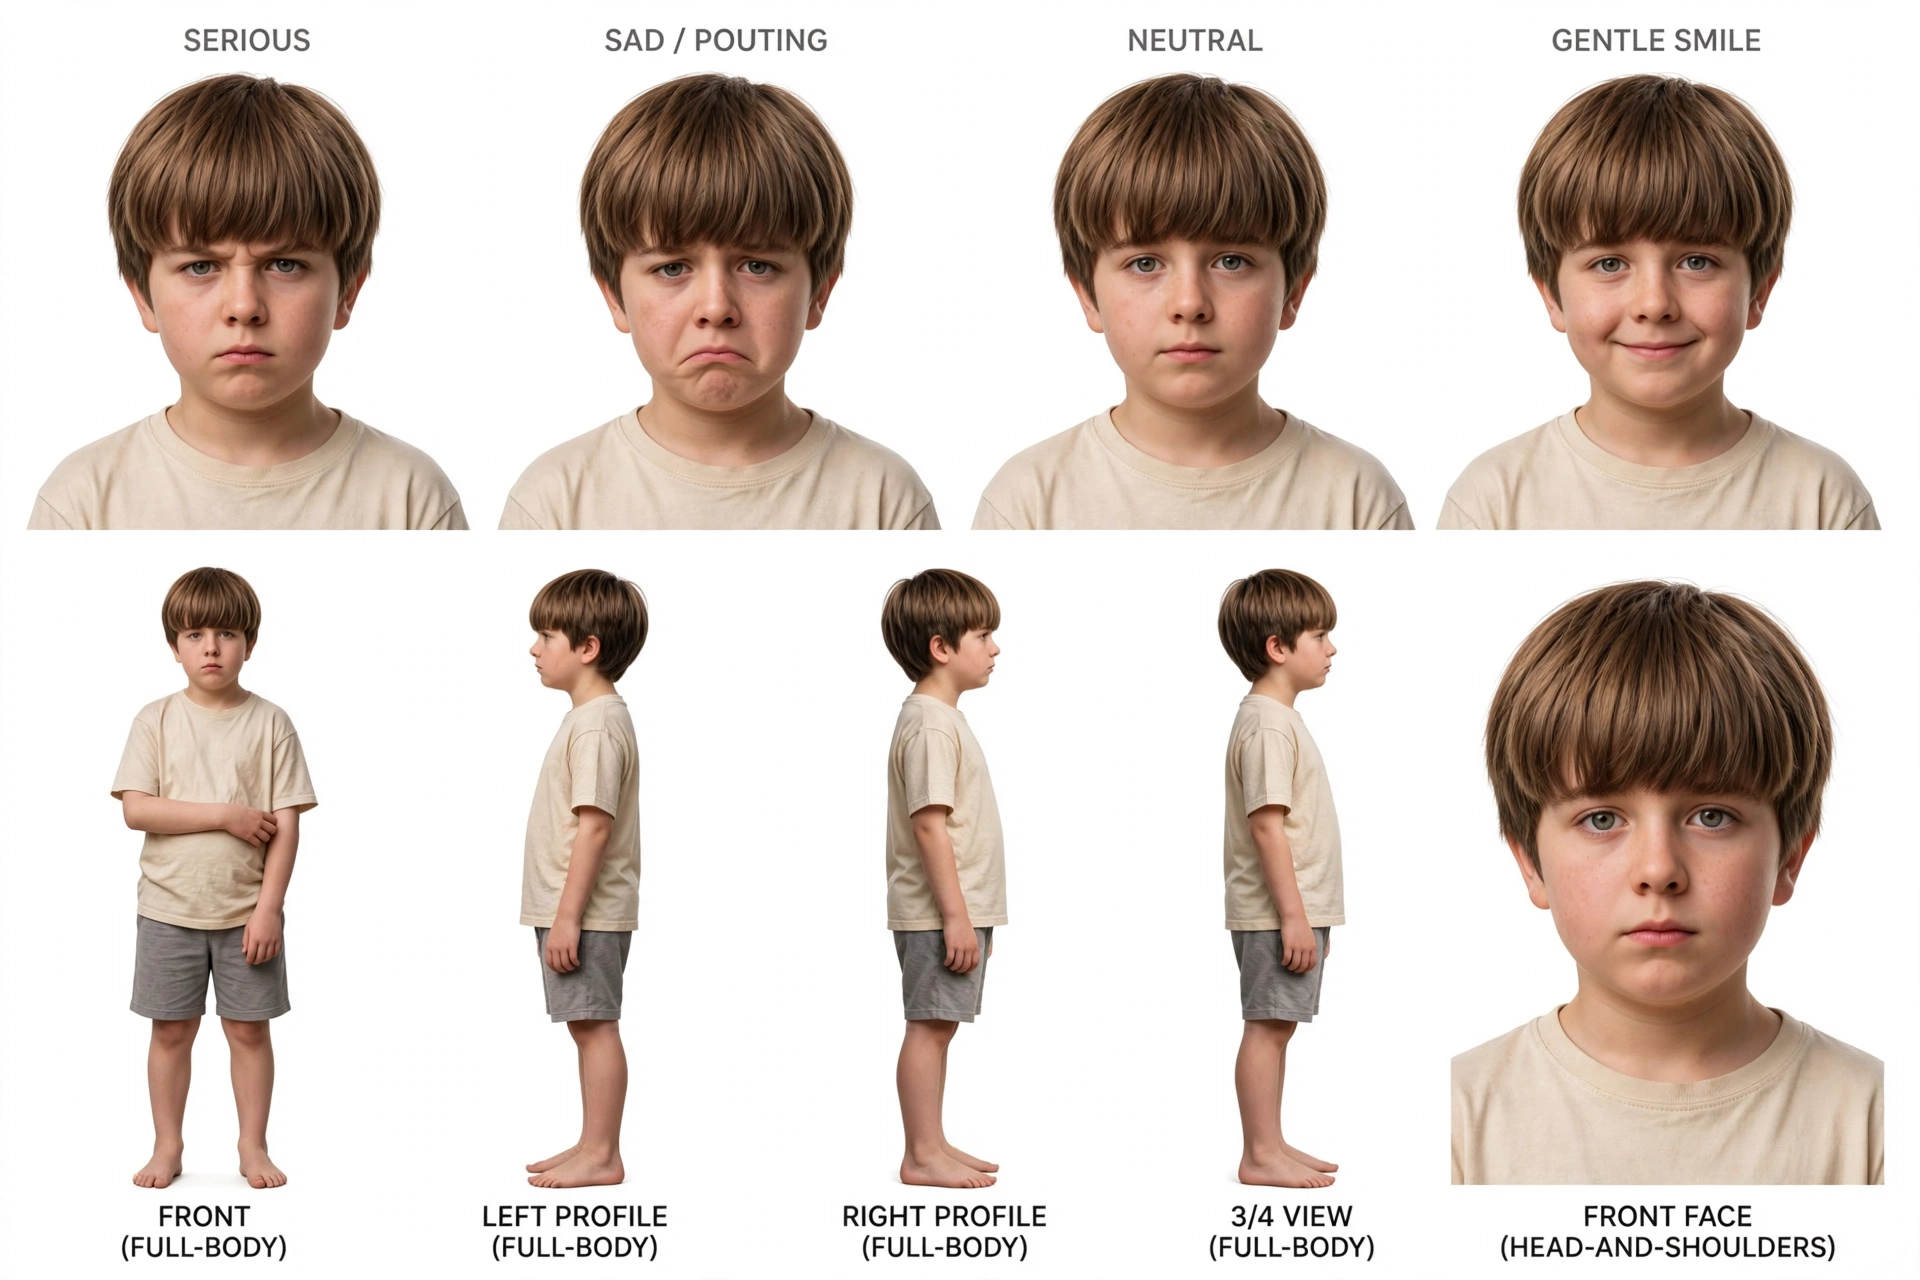 SERIOUS
SAD / POUTING
NEUTRAL
GENTLE SMILE
FRONT
(FULL-BODY)
LEFT PROFILE
(FULL-BODY)
RIGHT PROFILE
(FULL-BODY)
3/4 VIEW
(FULL-BODY)
FRONT FACE
(HEAD-AND-SHOULDERS)